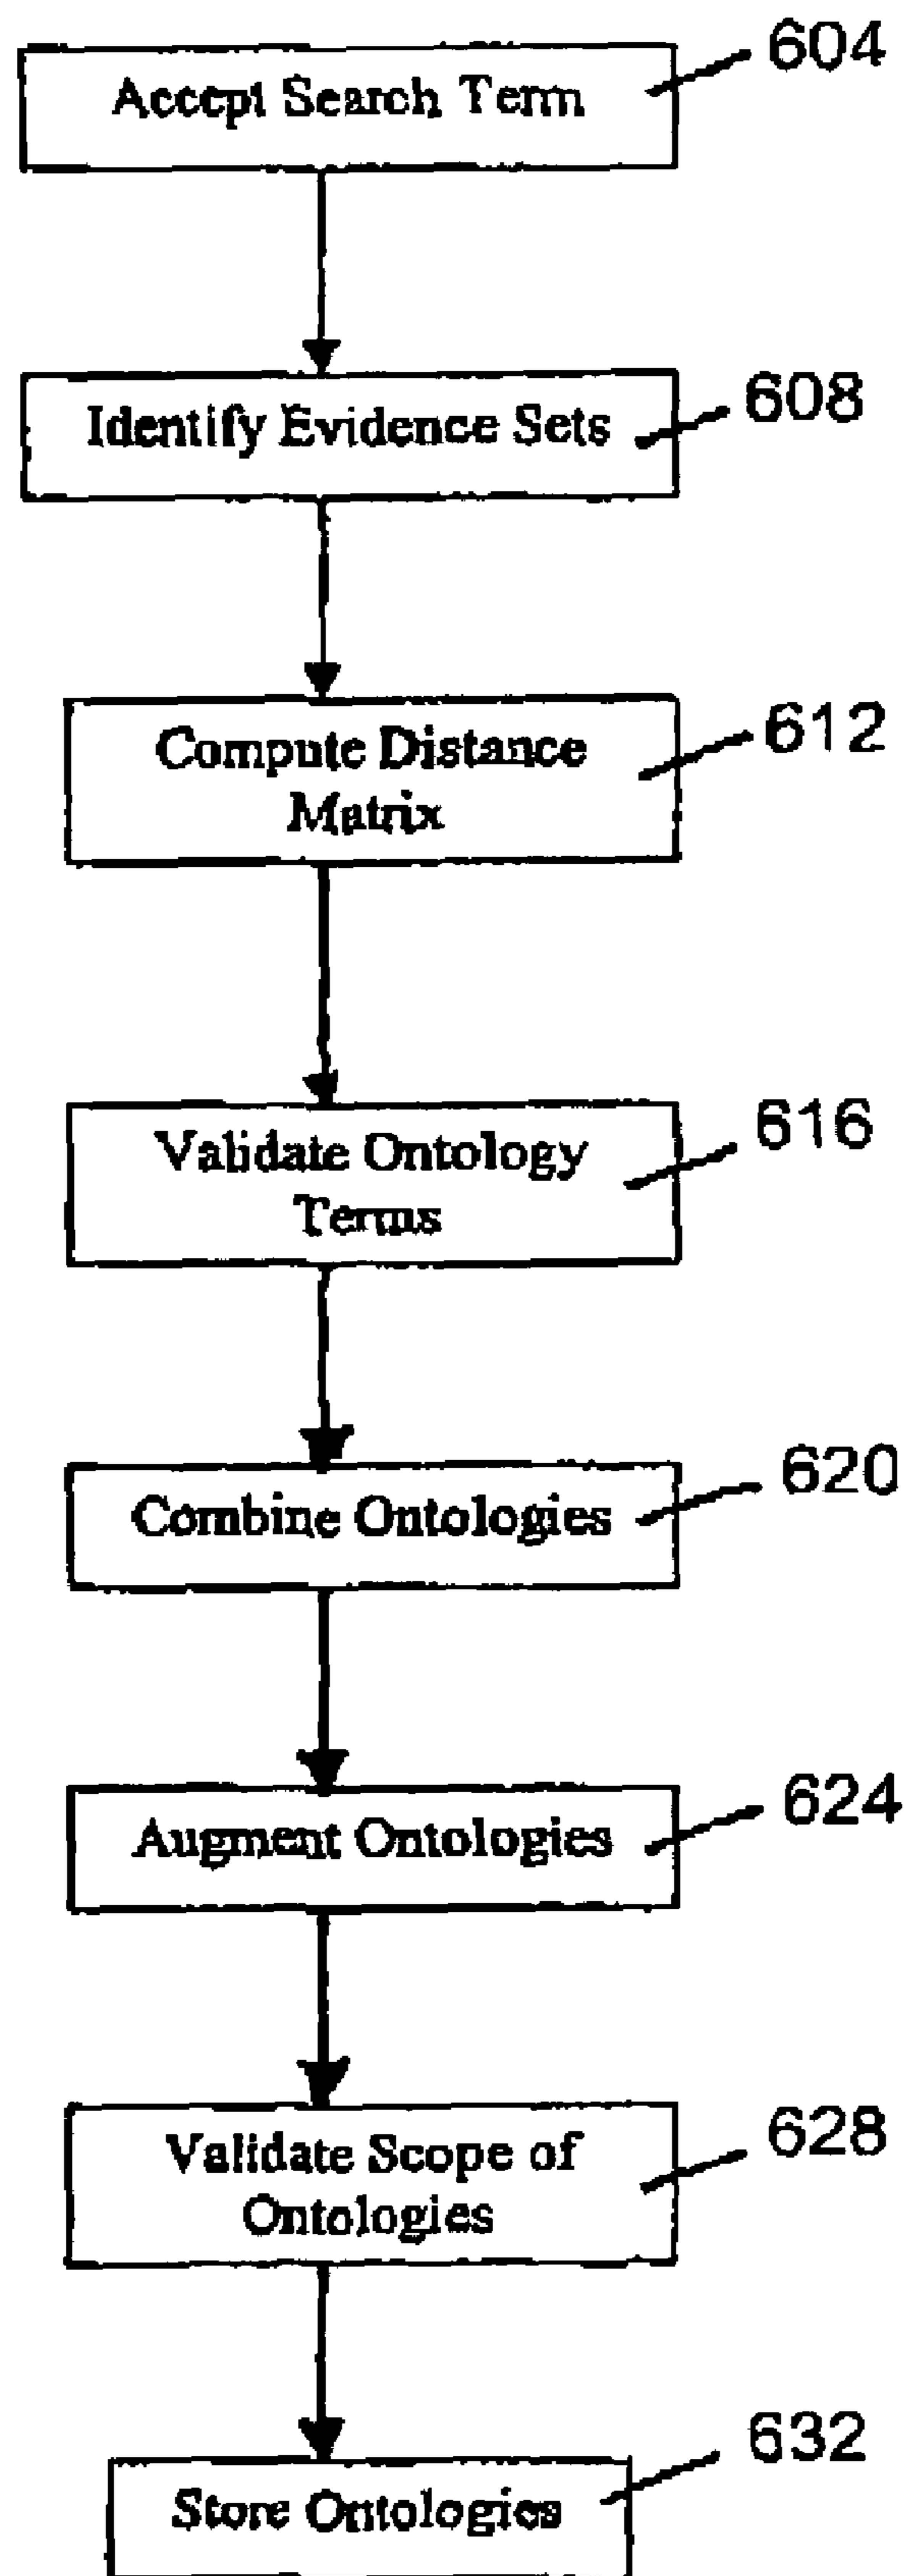 604
Accept Search Term
608
Identify Evidence Sets
612
Compute Distance
Matrix
616
Validate Ontology
Terms
620
Combine Ontologies
624
Augment Ontologies
628
Validate Scope of
Ontologies
632
Store Ontologies